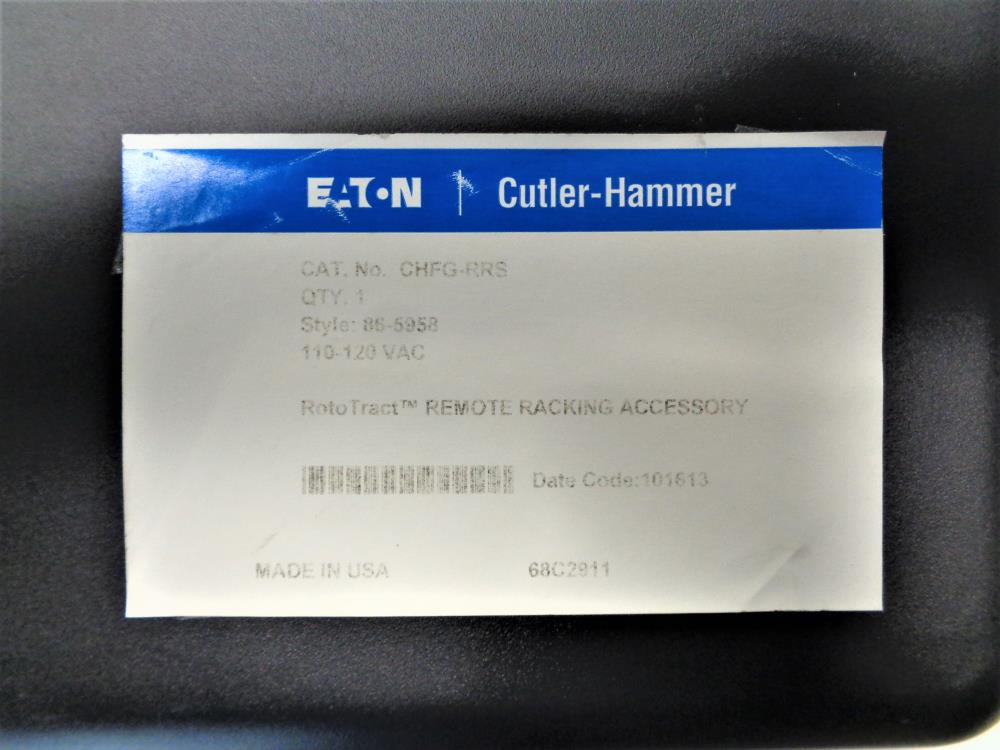 EATON | Cutler-Hammer
CAT. No. CHFG-RRS
QTY. 1
Style: 86-5958
110-120 VAC
RotoTract™ REMOTE RACKING ACCESSORY
Date Code:101613
MADE IN USA 68C2911